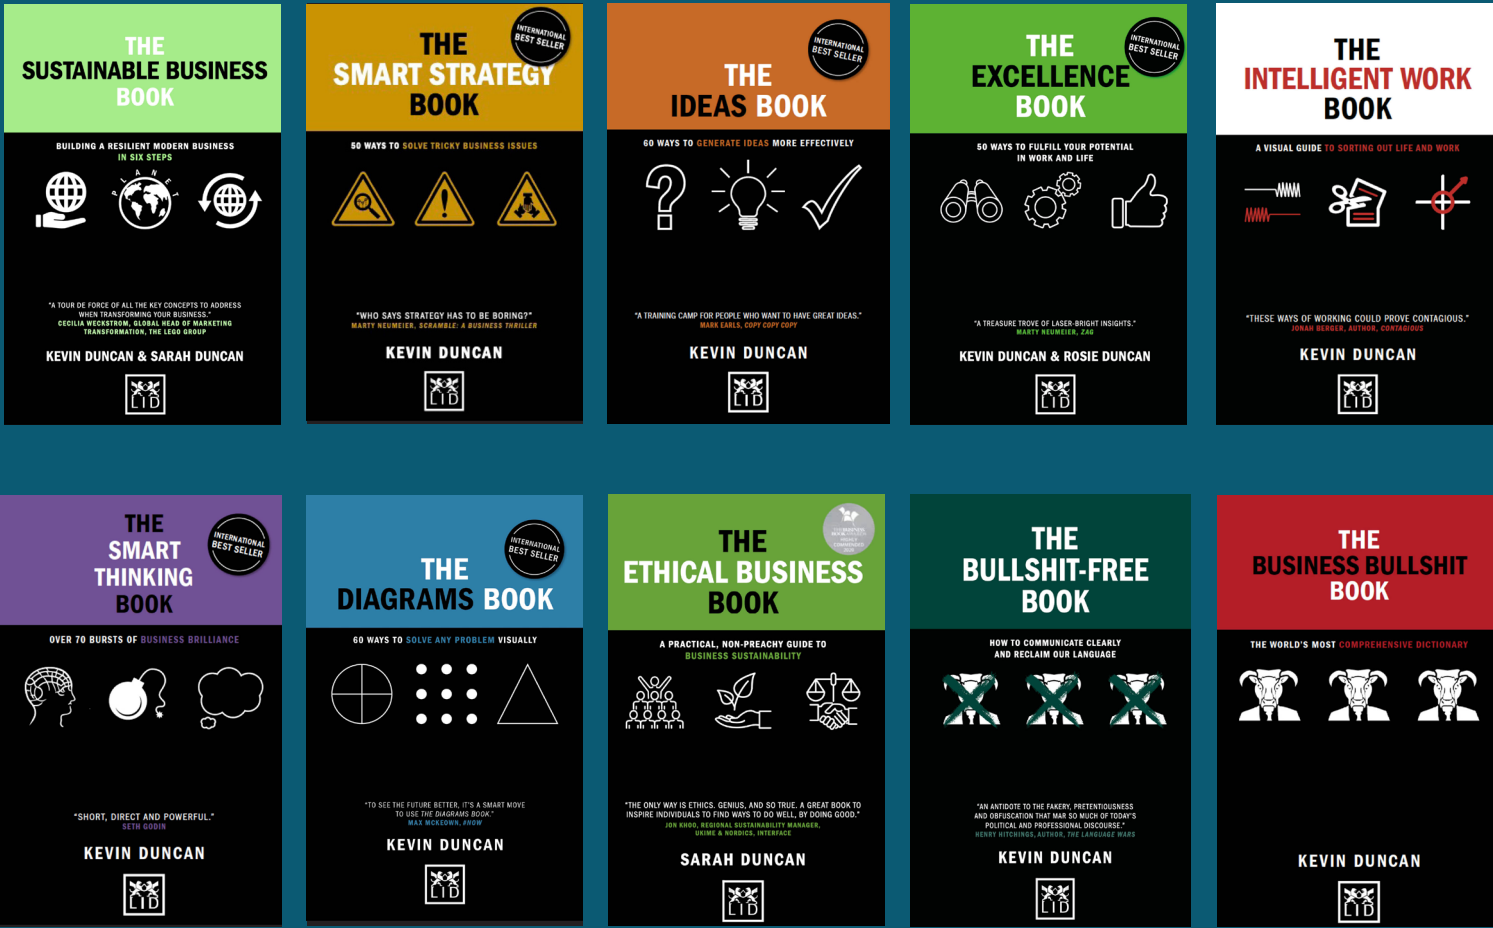 THE
SUSTAINABLE BUSINESS
BOOK
BUILDING A RESILIENT MODERN BUSINESS
IN SIX STEPS
PLANET
"A TOUR DE FORCE OF ALL THE KEY CONCEPTS TO ADDRESS
WHEN TRANSFORMING YOUR BUSINESS."
CECILIA WECKSTROM, GLOBAL HEAD OF MARKETING
TRANSFORMATION, THE LEGO GROUP
KEVIN DUNCAN & SARAH DUNCAN
LID
INTERNATIONAL
BEST SELLER
THE
SMART STRATEGY
BOOK
50 WAYS TO SOLVE TRICKY BUSINESS ISSUES
"WHO SAYS STRATEGY HAS TO BE BORING?"
MARTY NEUMEIER, SCRAMBLE: A BUSINESS THRILLER
KEVIN DUNCAN
LID
INTERNATIONAL
BEST SELLER
THE
IDEAS BOOK
60 WAYS TO GENERATE IDEAS MORE EFFECTIVELY
"A TRAINING CAMP FOR PEOPLE WHO WANT TO HAVE GREAT IDEAS."
MARK EARLS, COPY COPY COPY
KEVIN DUNCAN
LID
INTERNATIONAL
BEST SELLER
THE
EXCELLENCE
BOOK
50 WAYS TO FULFILL YOUR POTENTIAL
IN WORK AND LIFE
"A TREASURE TROVE OF LASER-BRIGHT INSIGHTS."
MARTY NEUMEIER, ZAG
KEVIN DUNCAN & ROSIE DUNCAN
LID
THE
INTELLIGENT WORK
BOOK
A VISUAL GUIDE TO SORTING OUT LIFE AND WORK
"THESE WAYS OF WORKING COULD PROVE CONTAGIOUS."
JONAH BERGER, AUTHOR, CONTAGIOUS
KEVIN DUNCAN
LID
THE
SMART
THINKING
BOOK
INTERNATIONAL
BEST SELLER
OVER 70 BURSTS OF BUSINESS BRILLIANCE
"SHORT, DIRECT AND POWERFUL."
SETH GODIN
KEVIN DUNCAN
LID
INTERNATIONAL
BEST SELLER
THE
DIAGRAMS BOOK
60 WAYS TO SOLVE ANY PROBLEM VISUALLY
"TO SEE THE FUTURE BETTER, IT'S A SMART MOVE
TO USE THE DIAGRAMS BOOK."
MAX MCKEOWN, #NOW
KEVIN DUNCAN
LID
THE
ETHICAL BUSINESS
BOOK
A PRACTICAL, NON-PREACHY GUIDE TO
BUSINESS SUSTAINABILITY
"THE ONLY WAY IS ETHICS. GENIUS, AND SO TRUE. A GREAT BOOK TO
INSPIRE INDIVIDUALS TO FIND WAYS TO DO WELL, BY DOING GOOD."
JON KHOO, REGIONAL SUSTAINABILITY MANAGER,
UKIME & NORDICS, INTERFACE
SARAH DUNCAN
LID
THE
BULLSHIT-FREE
BOOK
HOW TO COMMUNICATE CLEARLY
AND RECLAIM OUR LANGUAGE
"AN ANTIDOTE TO THE FAKERY, PRETENTIOUSNESS
AND OBFUSCATION THAT MAR SO MUCH OF TODAY'S
POLITICAL AND PROFESSIONAL DISCOURSE."
HENRY HITCHINGS, AUTHOR, THE LANGUAGE WARS
KEVIN DUNCAN
LID
THE
BUSINESS BULLSHIT
BOOK
THE WORLD'S MOST COMPREHENSIVE DICTIONARY
KEVIN DUNCAN
LID